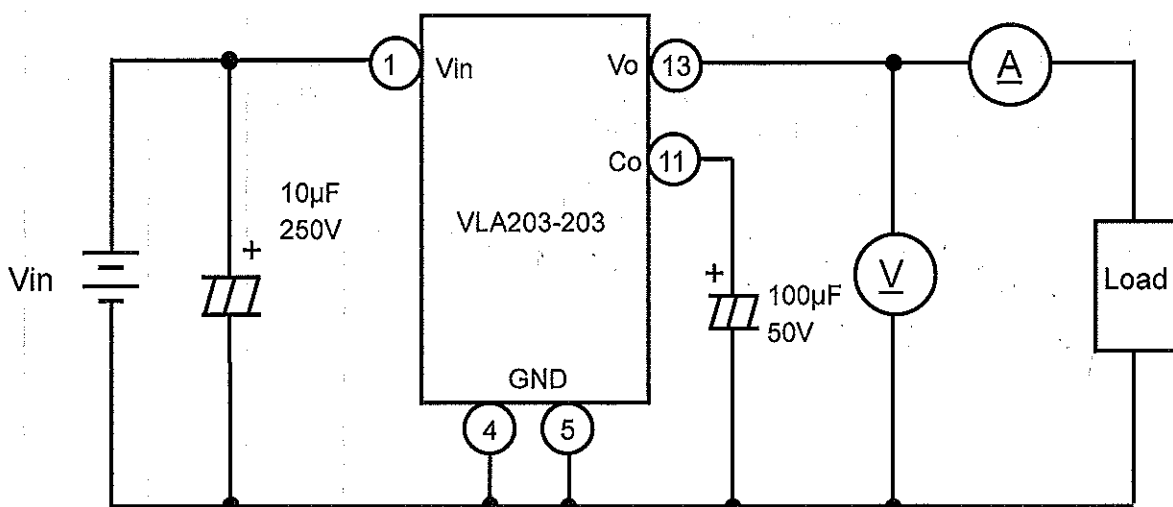 1
Vin
Vo
13
A
Co
11
10µF
250V
+
VLA203-203
Vin
+
100µF
50V
V
Load
GND
4
5